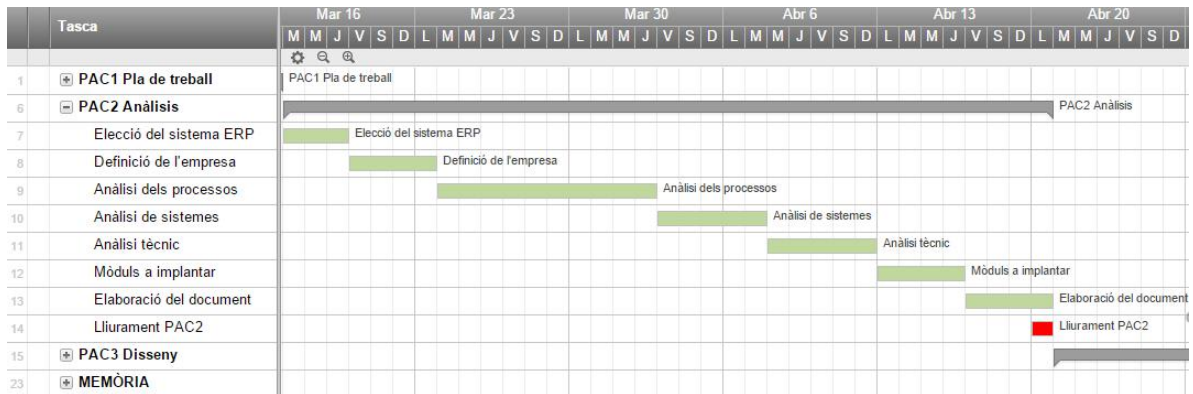 Tasca
Mar 16 Mar 23 Mar 30 Abr 6 Abr 13 Abr 20
M M J V S D L M M J V S D L M M J V S D L M M J V S D L M M J V S D L M M J V S D
1 PAC1 Pla de treball PAC1 Pla de treball
6 PAC2 Anàlisis PAC2 Anàlisis
7 Elecció del sistema ERP Elecció del sistema ERP
8 Definició de l'empresa Definició de l'empresa
9 Anàlisi dels processos Anàlisi dels processos
10 Anàlisi de sistemes Anàlisi de sistemes
11 Anàlisi tècnic Anàlisi tècnic
12 Mòduls a implantar Mòduls a implantar
13 Elaboració del document Elaboració del document
14 Lliurament PAC2 Lliurament PAC2
15 PAC3 Disseny
23 MEMÒRIA